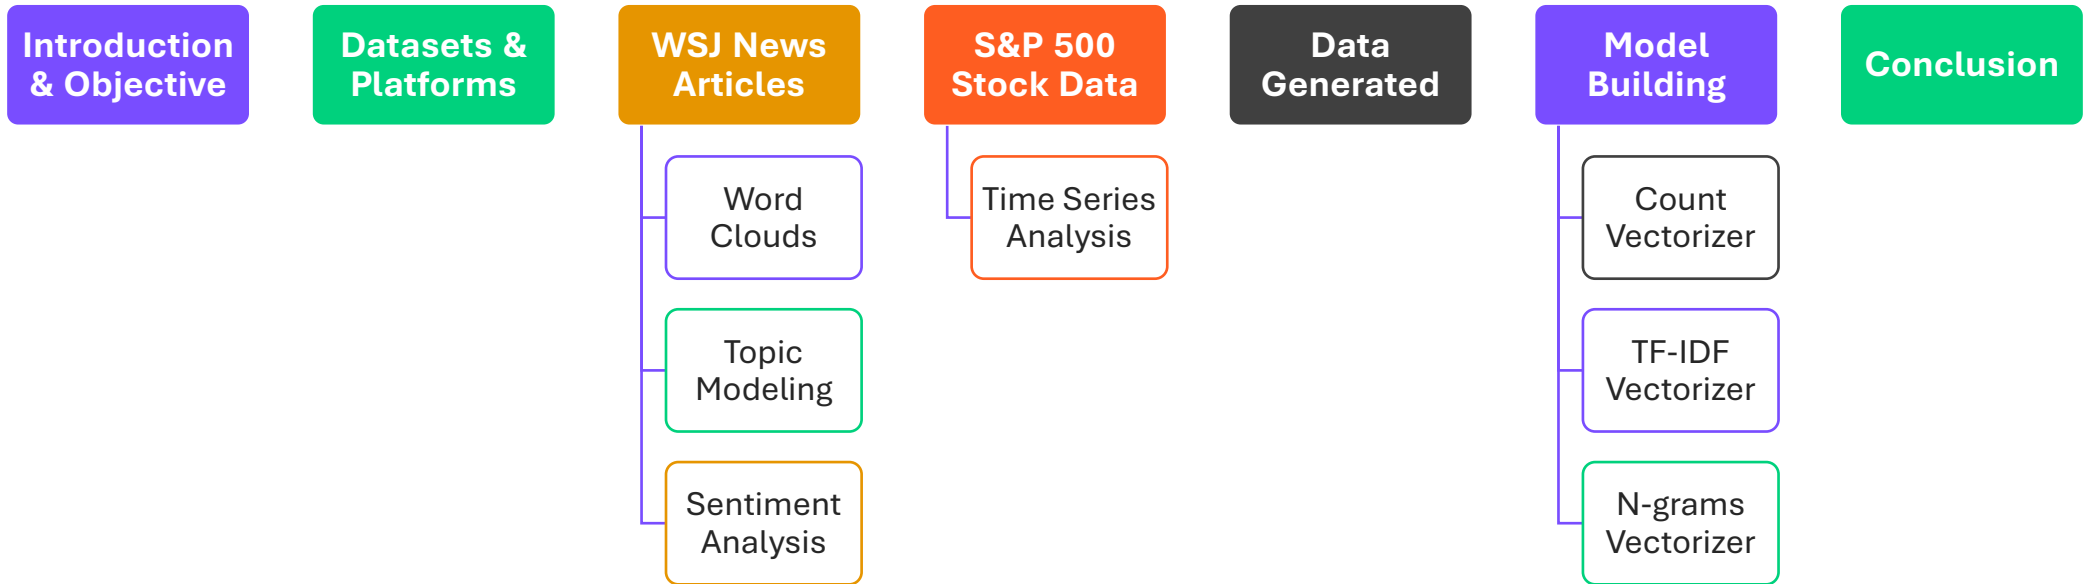 Introduction
& Objective
Datasets &
Platforms
WSJ News
Articles
Word
Clouds
Topic
Modeling
Sentiment
Analysis
S&P 500
Stock Data
Time Series
Analysis
Data
Generated
Model
Building
Count
Vectorizer
TF-IDF
Vectorizer
N-grams
Vectorizer
Conclusion